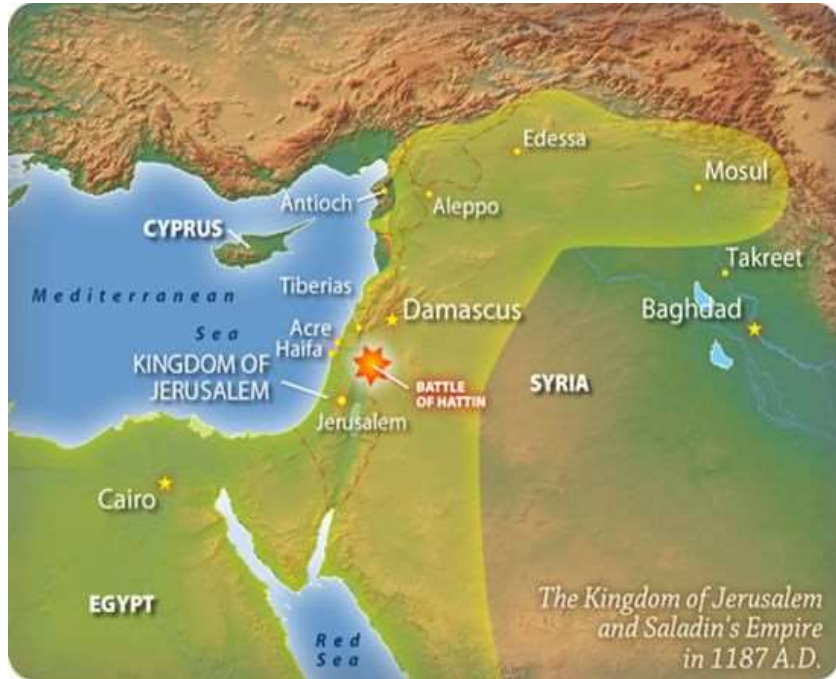 Edessa
Mosul
Antioch
Aleppo
CYPRUS
Takreet
Tiberias
Mediterranean
Sea
Damascus
Baghdad
Acre
Haifa
KINGDOM OF
JERUSALEM
BATTLE
OF HATTIN
SYRIA
Jerusalem
Cairo
EGYPT
The Kingdom of Jerusalem
and Saladin's Empire
in 1187 A.D.
Red
Sea